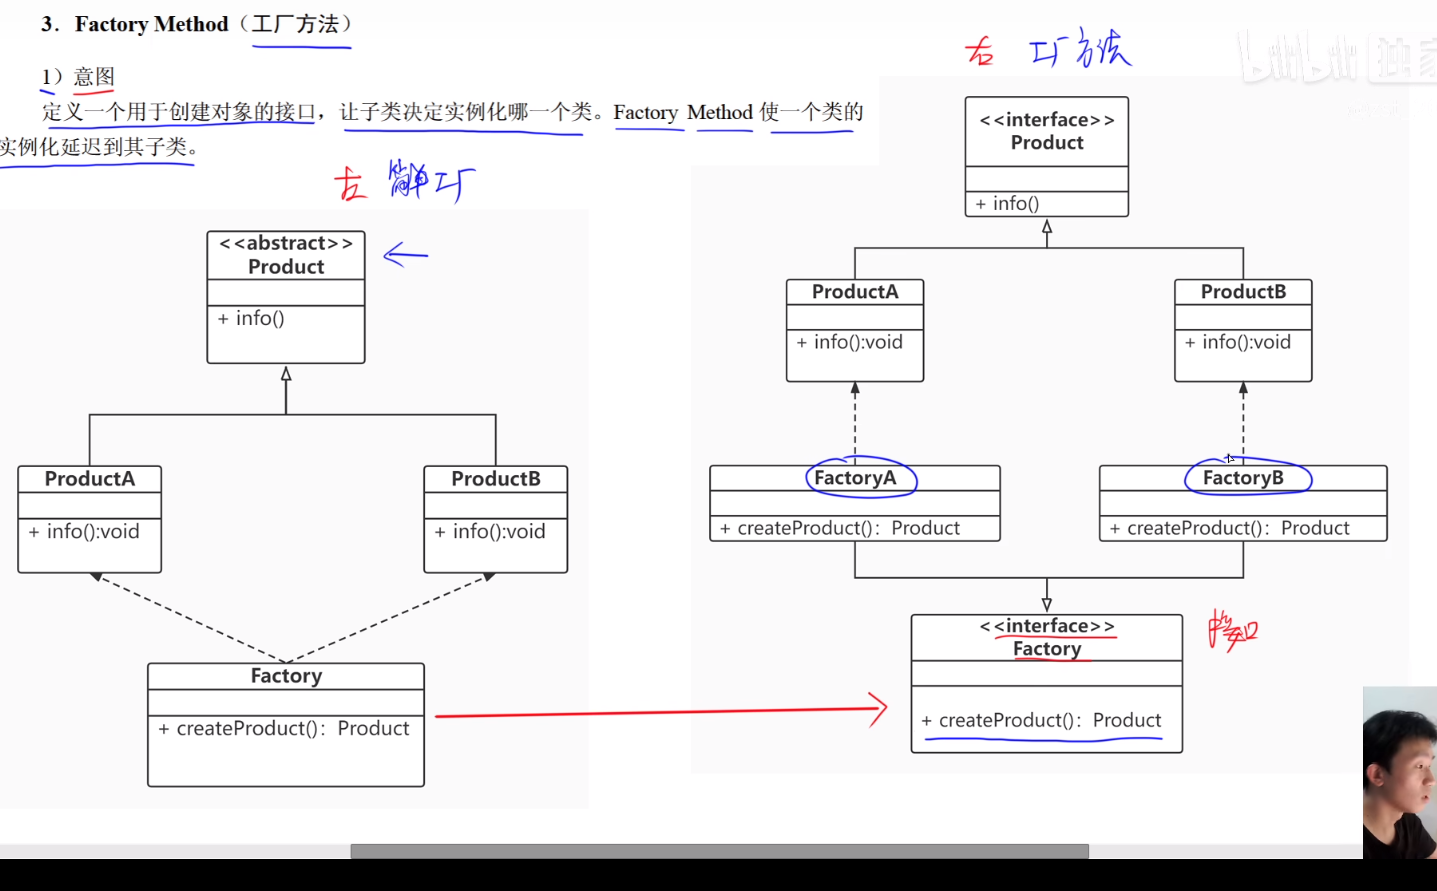 3. Factory Method（工厂方法）
1）意图
定义一个用于创建对象的接口，让子类决定实例化哪一个类。Factory Method 使一个类的
实例化延迟到其子类。
左 简单工厂
<<abstract>>
Product
+ info()
ProductA
+ info():void
ProductB
+ info():void
Factory
+ createProduct()：Product
右 工厂方法
bilibili 独家
<<interface>>
Product
+ info()
ProductA
+ info():void
ProductB
+ info():void
FactoryA
+ createProduct()：Product
FactoryB
+ createProduct()：Product
<<interface>>
Factory
+ createProduct()：Product
接口